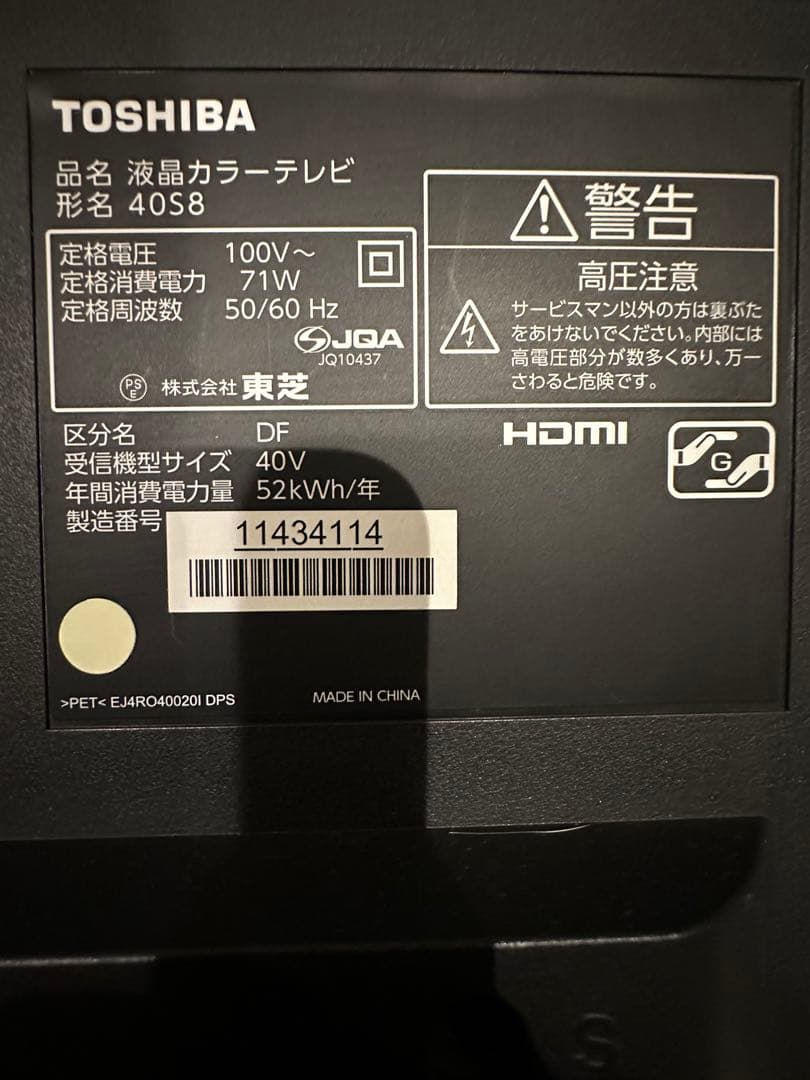 TOSHIBA
品名 液晶カラーテレビ
形名 40S8
定格電圧 100V～
定格消費電力 71W
定格周波数 50/60 Hz
JQA
JQ10437
PS
E
株式会社 東芝
警告
高圧注意
サービスマン以外の方は裏ぶた
をあけないでください。内部には
高電圧部分が数多くあり、万一
さわると危険です。
区分名 DF
受信機型サイズ 40V
年間消費電力量 52kWh/年
製造番号
11434114
HDMI
G
>PET< EJ4RO40020I DPS
MADE IN CHINA
S